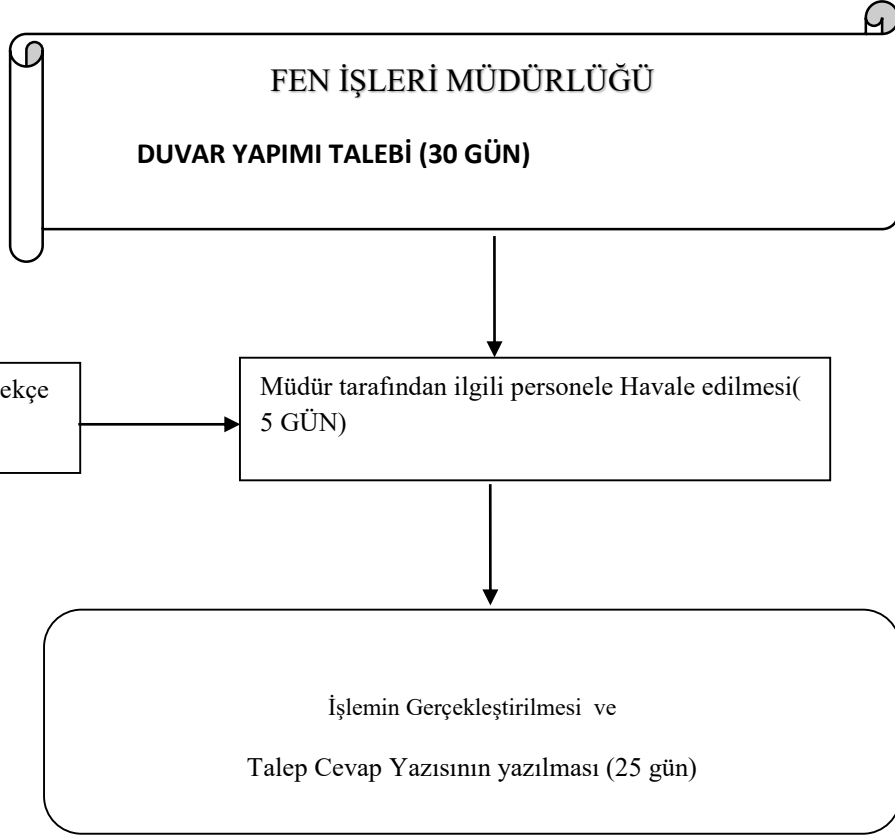 FEN İŞLERİ MÜDÜRLÜĞÜ
DUVAR YAPIMI TALEBİ (30 GÜN)
Müdür tarafından ilgili personele Havale edilmesi(
5 GÜN)
İşlemin Gerçekleştirilmesi ve
Talep Cevap Yazısının yazılması (25 gün)